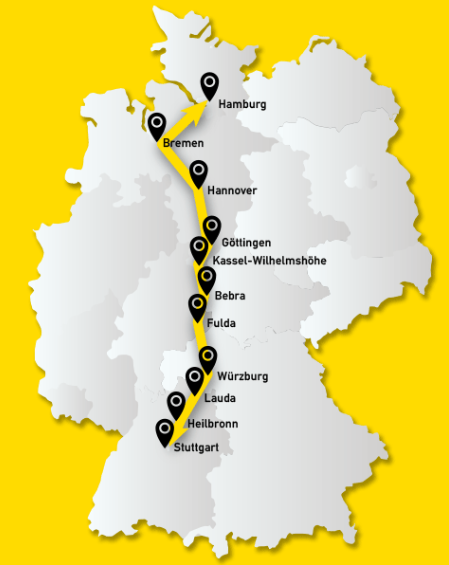 Hamburg
Bremen
Hannover
Göttingen
Kassel-Wilhelmshöhe
Bebra
Fulda
Würzburg
Lauda
Heilbronn
Stuttgart